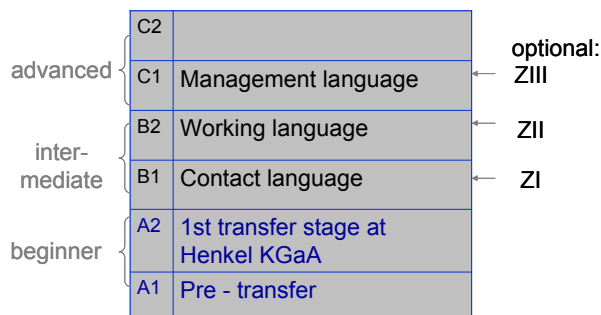 C2
optional:
advanced
C1 Management language
ZIII
B2 Working language
ZII
inter-
mediate
B1 Contact language
ZI
A2 1st transfer stage at
Henkel KGaA
beginner
A1 Pre - transfer